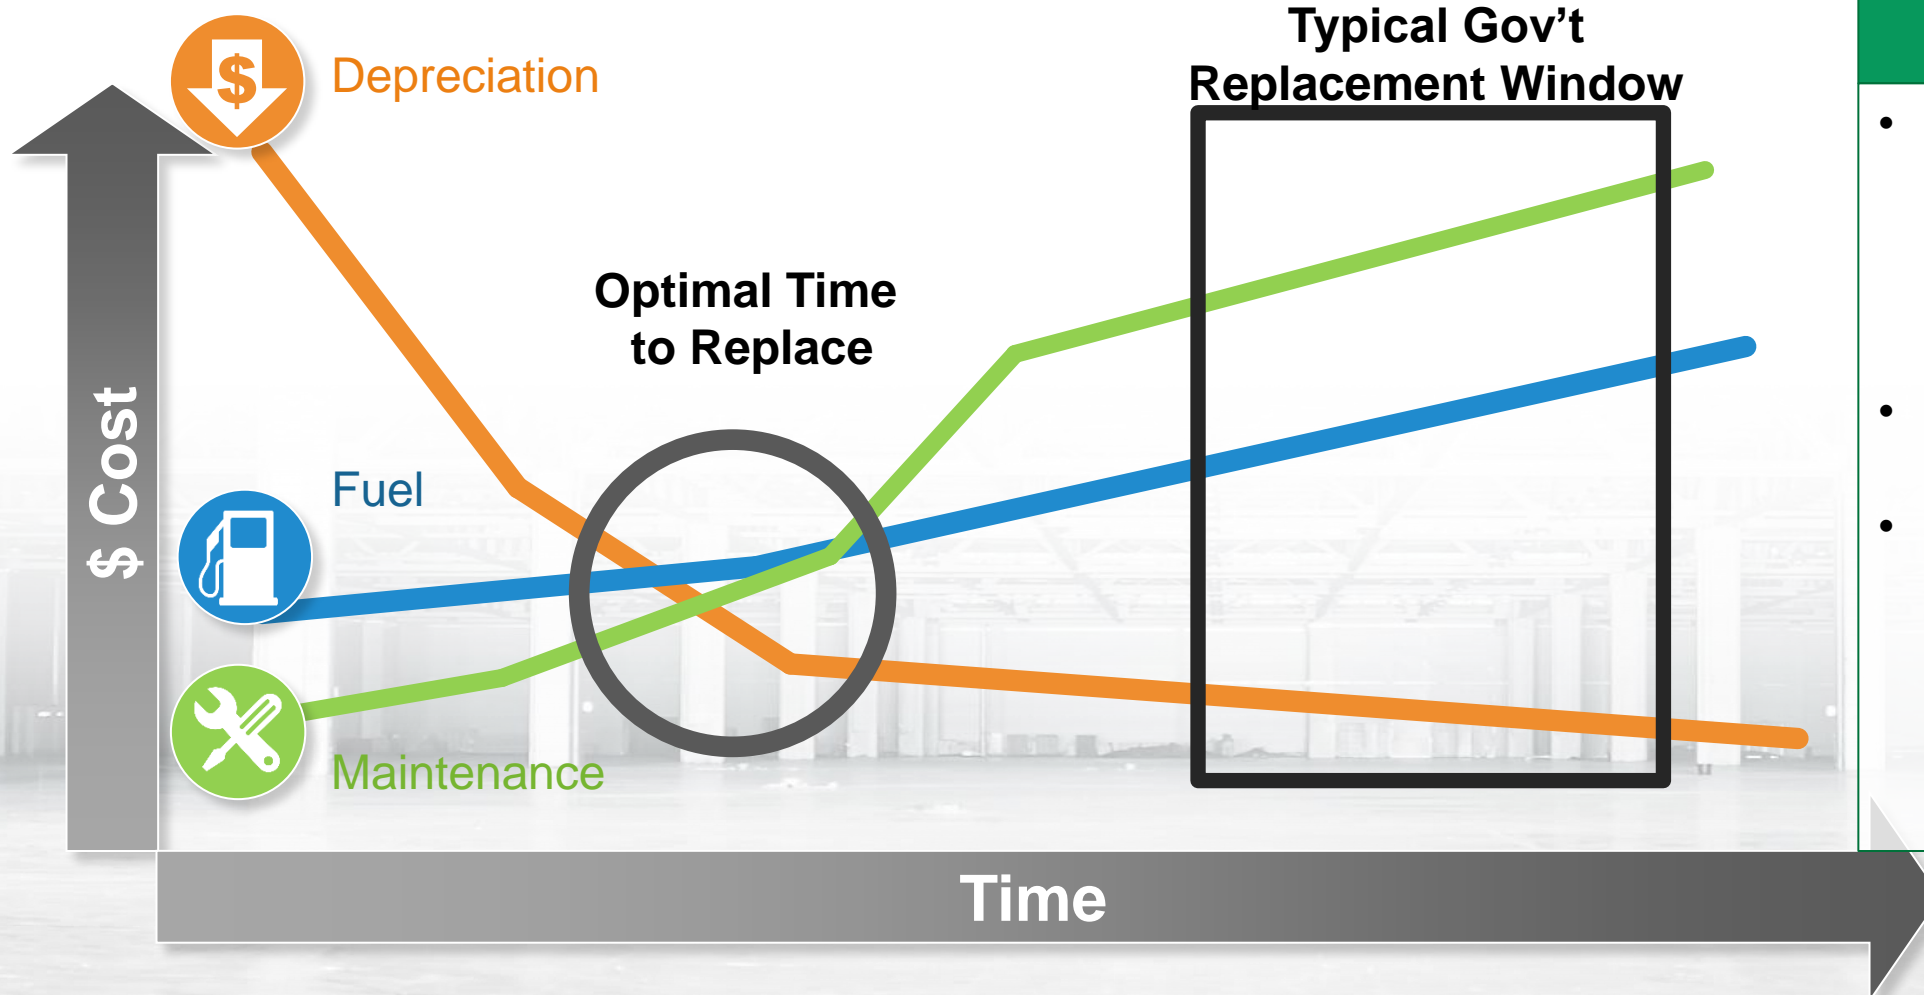 Typical Gov’t
Replacement Window
$
Depreciation
Optimal Time
to Replace
$ Cost
Fuel
Maintenance
Time
•
•
•